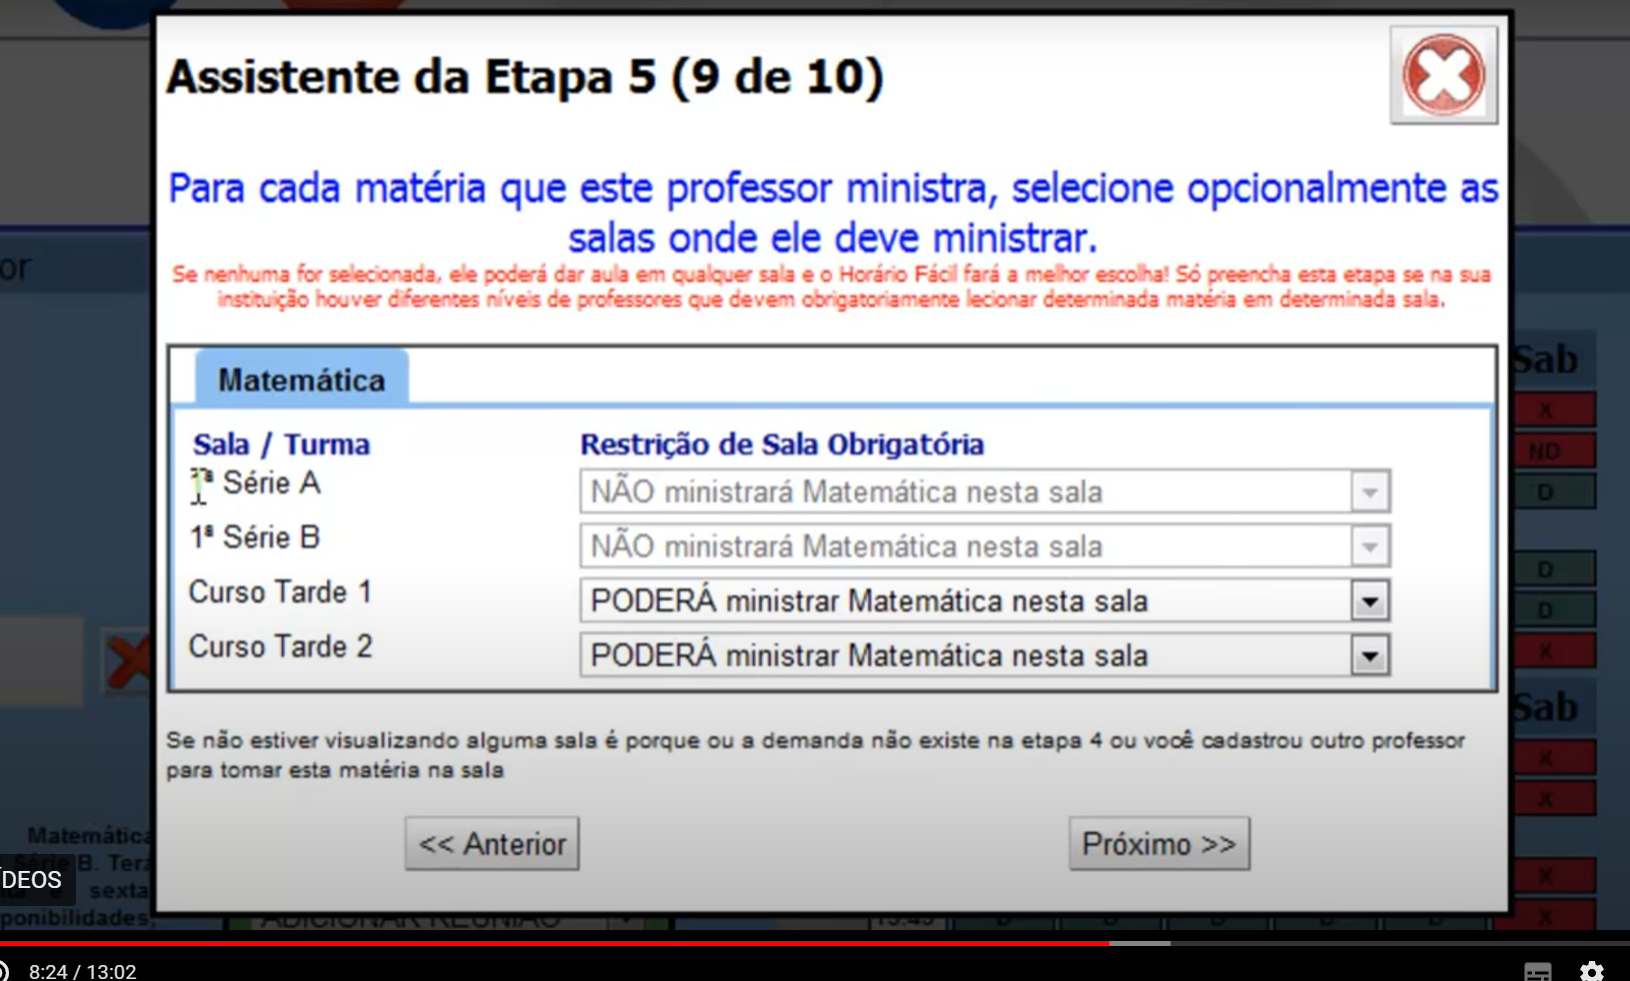 Assistente da Etapa 5 (9 de 10)
Para cada matéria que este professor ministra, selecione opcionalmente as
salas onde ele deve ministrar.
Se nenhuma for selecionada, ele poderá dar aula em qualquer sala e o Horário Fácil fará a melhor escolha! Só preencha esta etapa se na sua
instituição houver diferentes níveis de professores que devem obrigatoriamente lecionar determinada matéria em determinada sala.
or
Sab
Matemática
X
Sala / Turma Restrição de Sala Obrigatória
ND
1ª Série A NÃO ministrará Matemática nesta sala
D
1ª Série B NÃO ministrará Matemática nesta sala
D
Curso Tarde 1 PODERÁ ministrar Matemática nesta sala
D
Curso Tarde 2 PODERÁ ministrar Matemática nesta sala
X
Sab
Se não estiver visualizando alguma sala é porque ou a demanda não existe na etapa 4 ou você cadastrou outro professor
para tomar esta matéria na sala
X
X
<< Anterior Próximo >>
Matemática
Série B. Terá
X
ÍDEOS
sexta
ponibilidades,
ADICIONAR REUNIÃO
15:45
D D D D D
X
8:24 / 13:02